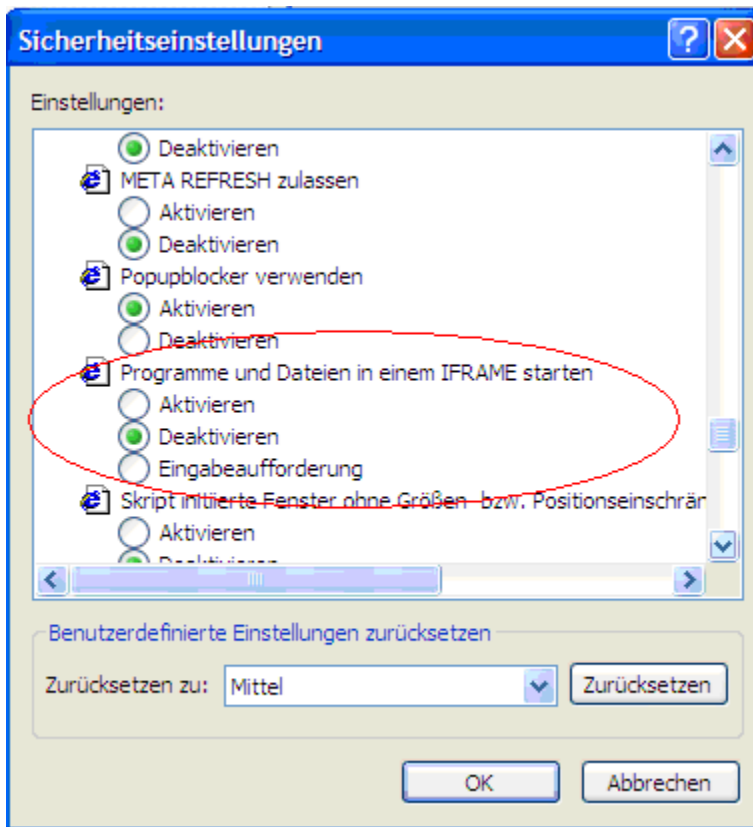 Sicherheitseinstellungen
Einstellungen:
Deaktivieren
META REFRESH zulassen
Aktivieren
Deaktivieren
Popupblocker verwenden
Aktivieren
Deaktivieren
Programme und Dateien in einem IFRAME starten
Aktivieren
Deaktivieren
Eingabeaufforderung
Skript initiierte Fenster ohne Größen- bzw. Positionseinschrän
Aktivieren
Deaktivieren
Benutzerdefinierte Einstellungen zurücksetzen
Zurücksetzen zu: Mittel Zurücksetzen
OK Abbrechen